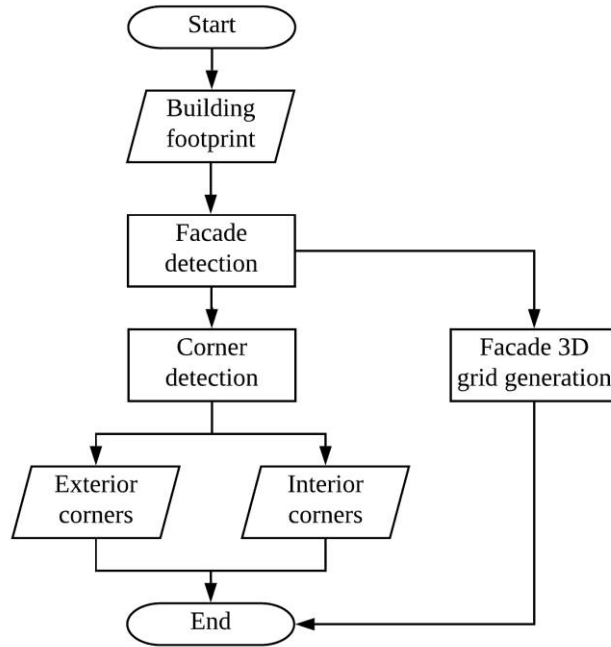 Start
Building
footprint
Facade
detection
Corner
detection
Facade 3D
grid generation
Exterior
corners
Interior
corners
End